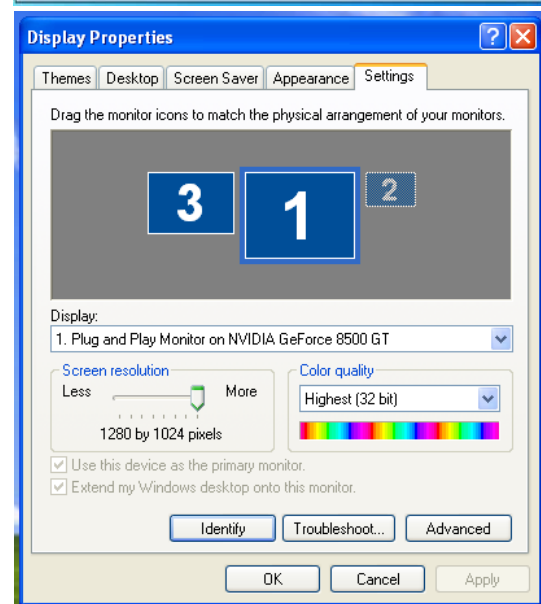 Display Properties
Themes Desktop Screen Saver Appearance Settings
Drag the monitor icons to match the physical arrangement of your monitors.
3 1 2
Display:
1. Plug and Play Monitor on NVIDIA GeForce 8500 GT
Screen resolution
Less More
1280 by 1024 pixels
Color quality
Highest (32 bit)
Use this device as the primary monitor.
Extend my Windows desktop onto this monitor.
Identify Troubleshoot... Advanced
OK Cancel Apply